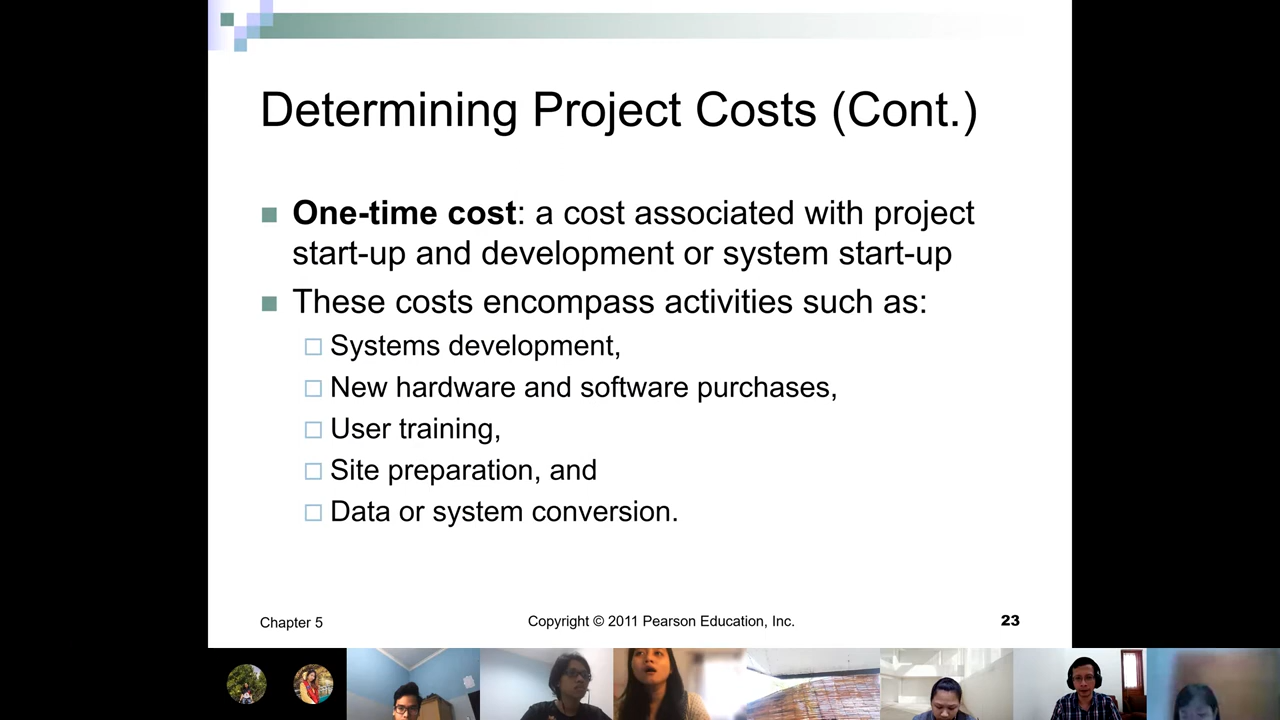 Determining Project Costs (Cont.)
One-time cost: a cost associated with project
start-up and development or system start-up
These costs encompass activities such as:
Systems development,
New hardware and software purchases,
User training,
Site preparation, and
Data or system conversion.
Chapter 5
Copyright © 2011 Pearson Education, Inc.
23